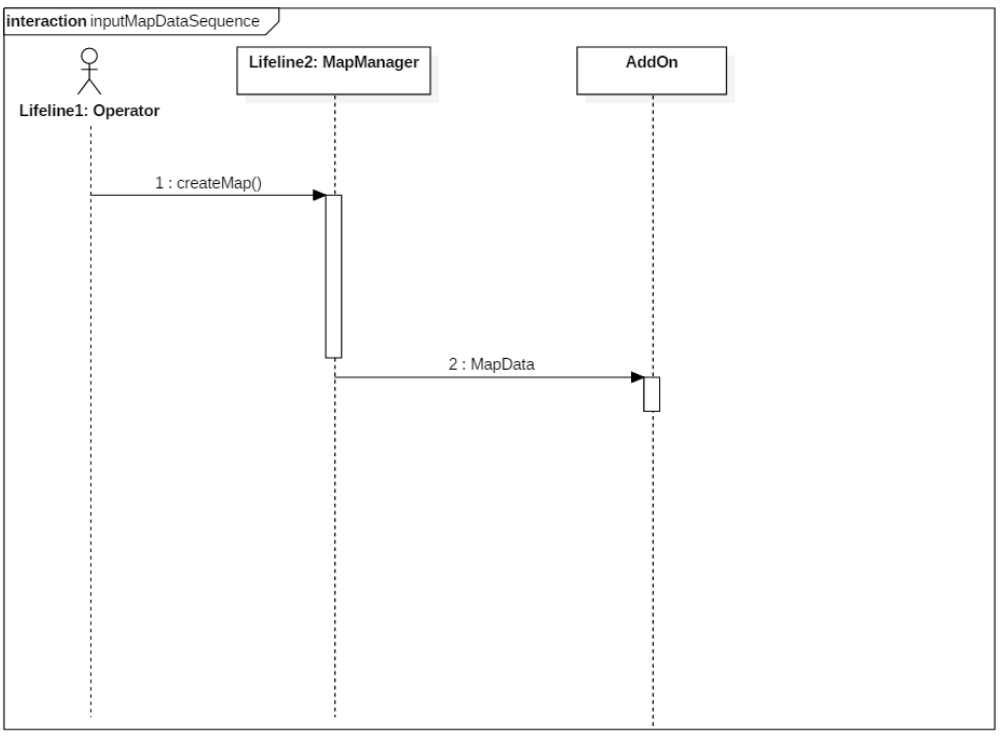 interaction inputMapDataSequence
Lifeline1: Operator
Lifeline2: MapManager
AddOn
1 : createMap()
2 : MapData